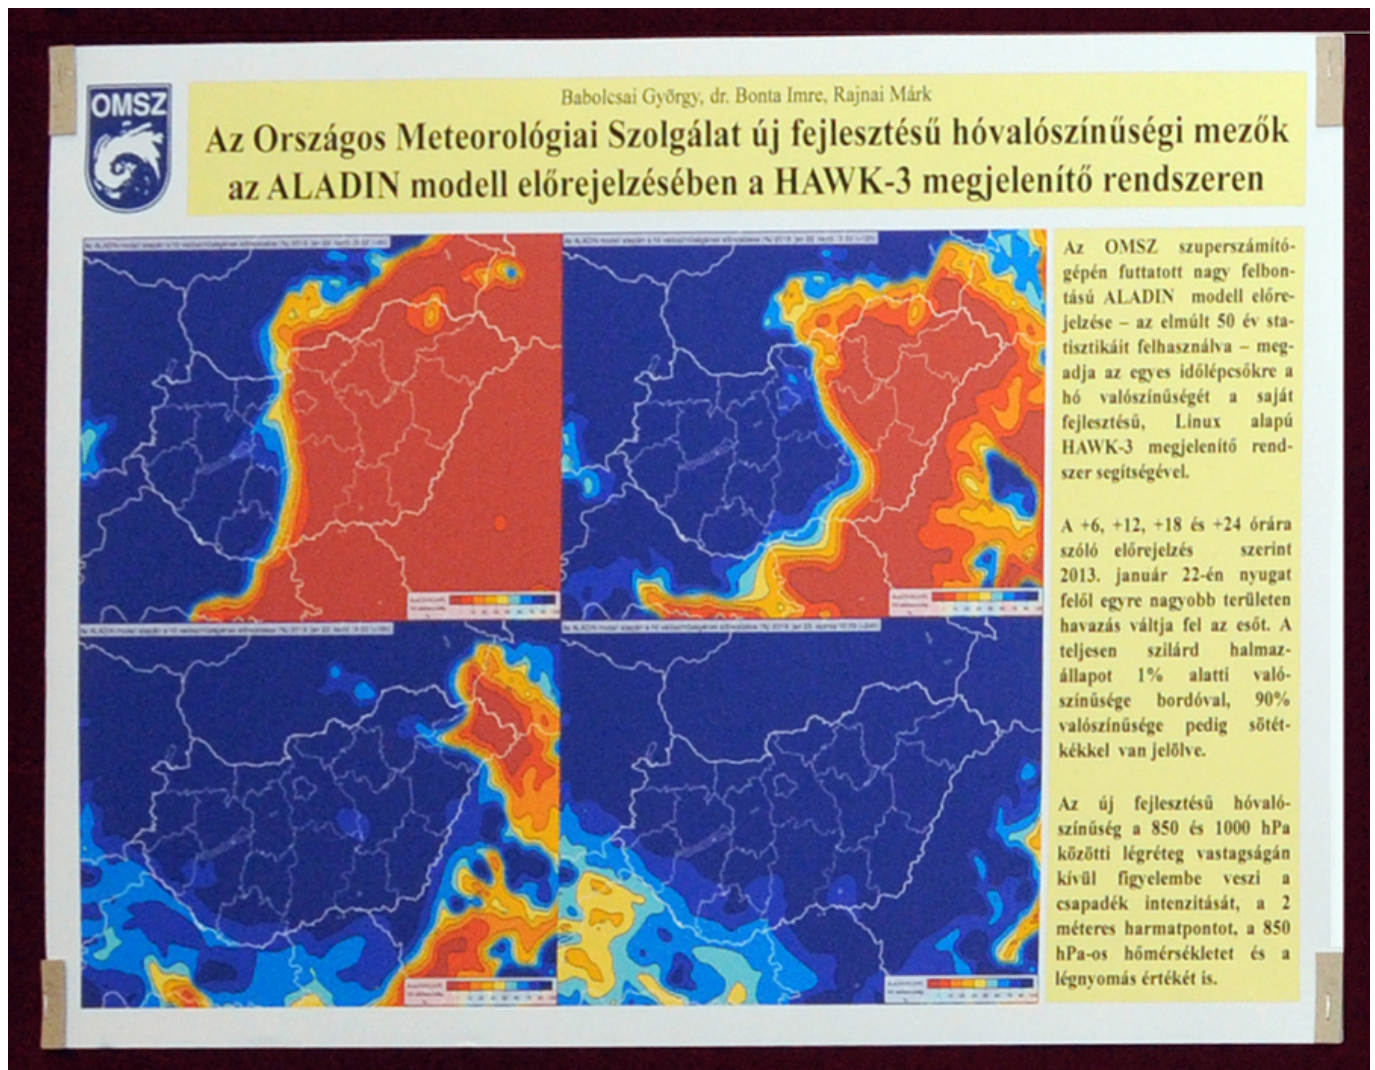 OMSZ
Babolcsai György, dr. Bonta Imre, Rajnai Márk
Az Országos Meteorológiai Szolgálat új fejlesztésű hóvalószínűségi mezők
az ALADIN modell előrejelzésében a HAWK-3 megjelenítő rendszeren
Az OMSZ szuperszámító-
gépén futtatott nagy felbon-
tású ALADIN modell előre-
jelzése – az elmúlt 50 év sta-
tisztikáit felhasználva – meg-
adja az egyes időlépcsőkre a
hó valószínűségét a saját
fejlesztésű, Linux alapú
HAWK-3 megjelenítő rend-
szer segítségével.
A +6, +12, +18 és +24 órára
szóló előrejelzés szerint
2013. január 22-én nyugat
felől egyre nagyobb területen
havazás váltja fel az esőt. A
teljesen szilárd halmaz-
állapot 1% alatti való-
színűsége bordóval, 90%
valószínűsége pedig sötét-
kékkel van jelölve.
Az új fejlesztésű hóvaló-
színűség a 850 és 1000 hPa
közötti légréteg vastagságán
kívül figyelembe veszi a
csapadék intenzitását, a 2
méteres harmatpontot, a 850
hPa-os hőmérsékletet és a
légnyomás értékét is.